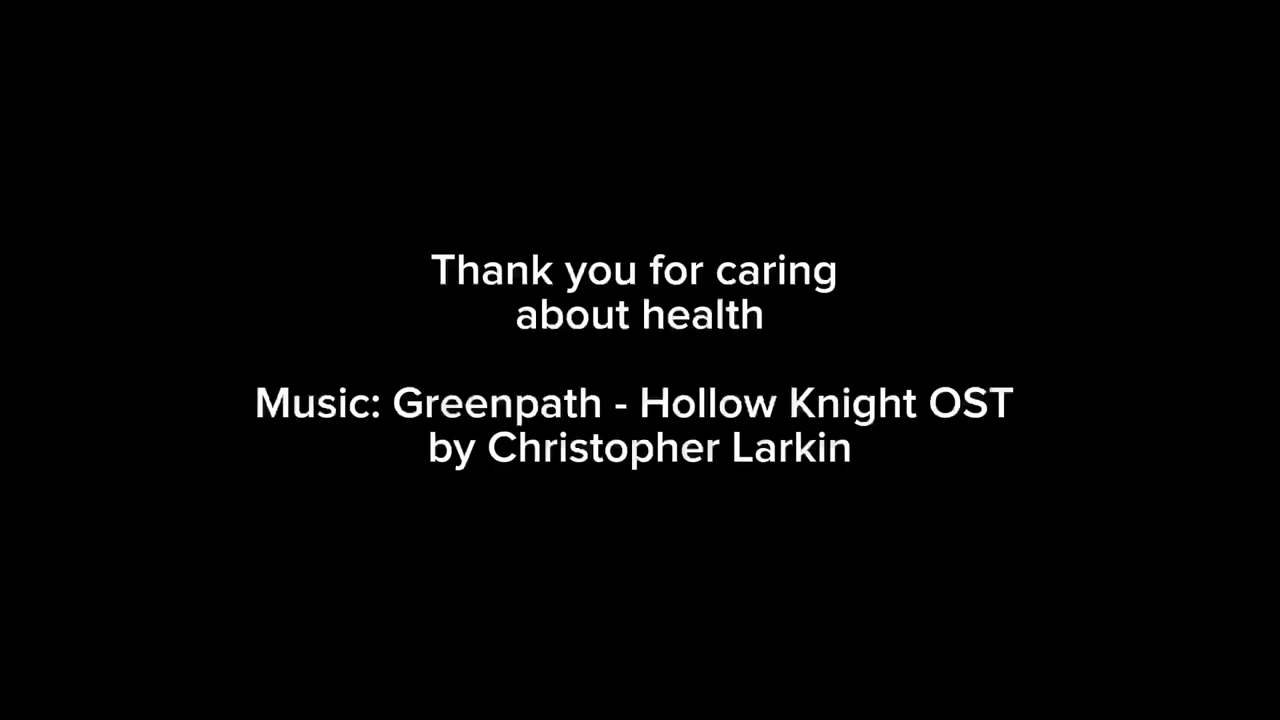 Thank you for caring
about health
Music: Greenpath - Hollow Knight OST
by Christopher Larkin